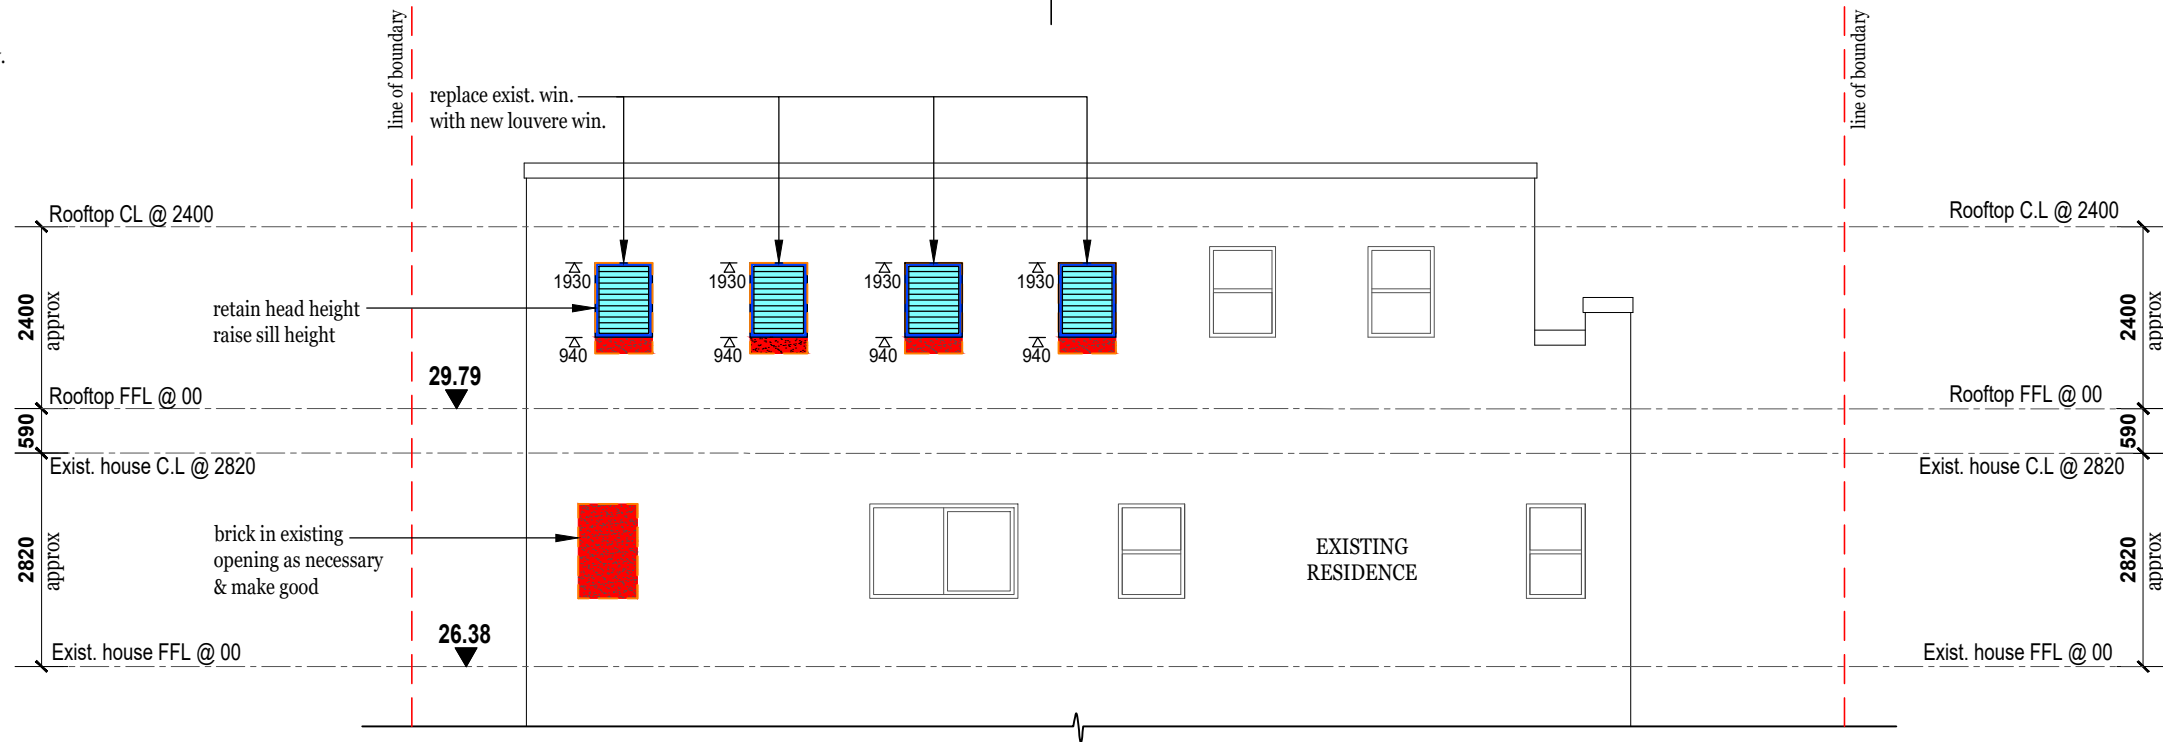 line of boundary
line of boundary
replace exist. win.
with new louvere win.
Rooftop CL @ 2400
Rooftop C.L @ 2400
1930
1930
1930
1930
retain head height
raise sill height
2400
approx
2400
approx
940
940
940
940
29.79
Rooftop FFL @ 00
Rooftop FFL @ 00
590
590
Exist. house C.L @ 2820
Exist. house C.L @ 2820
brick in existing
opening as necessary
& make good
EXISTING
RESIDENCE
2820
approx
2820
approx
26.38
Exist. house FFL @ 00
Exist. house FFL @ 00